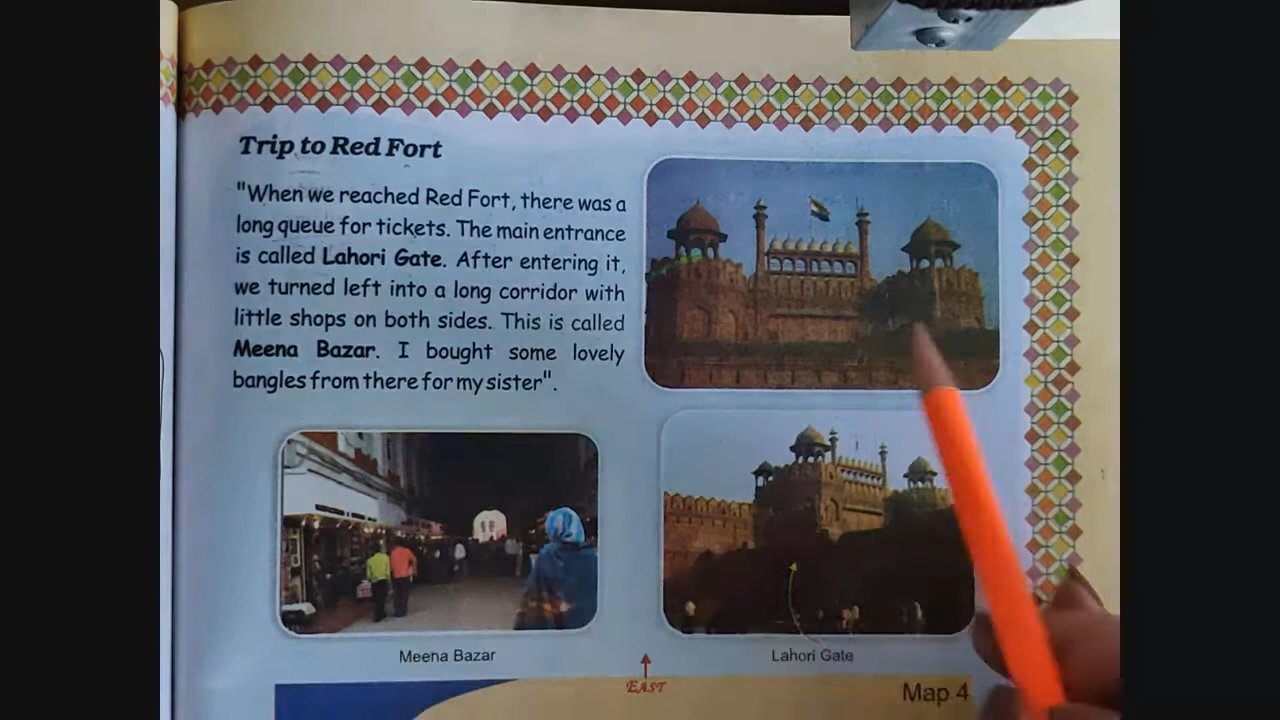 Trip to Red Fort
"When we reached Red Fort, there was a
long queue for tickets. The main entrance
is called Lahori Gate. After entering it,
we turned left into a long corridor with
little shops on both sides. This is called
Meena Bazar. I bought some lovely
bangles from there for my sister".
Meena Bazar
Lahori Gate
EAST
Map 4